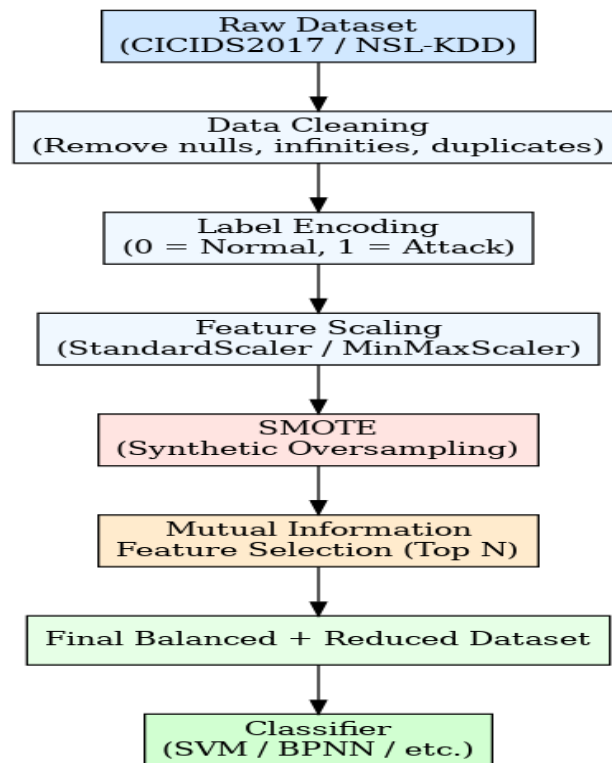 Raw Dataset
(CICIDS2017 / NSL-KDD)
Data Cleaning
(Remove nulls, infinities, duplicates)
Label Encoding
(0 = Normal, 1 = Attack)
Feature Scaling
(StandardScaler / MinMaxScaler)
SMOTE
(Synthetic Oversampling)
Mutual Information
Feature Selection (Top N)
Final Balanced + Reduced Dataset
Classifier
(SVM / BPNN / etc.)